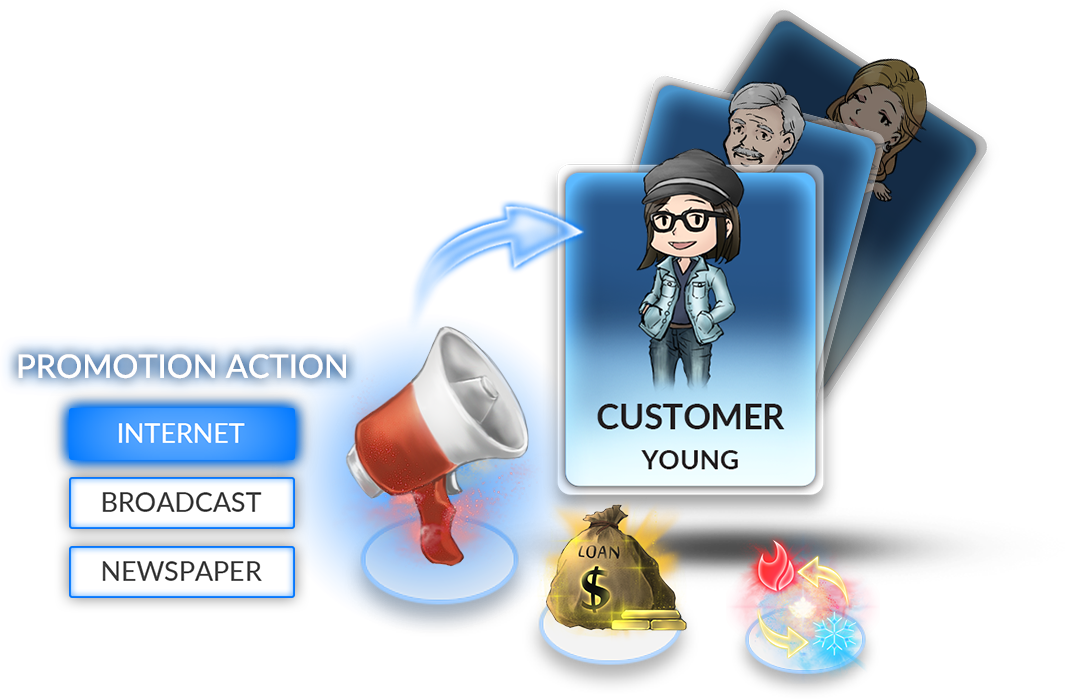 PROMOTION ACTION
INTERNET
BROADCAST
NEWSPAPER
CUSTOMER
YOUNG
LOAN
$